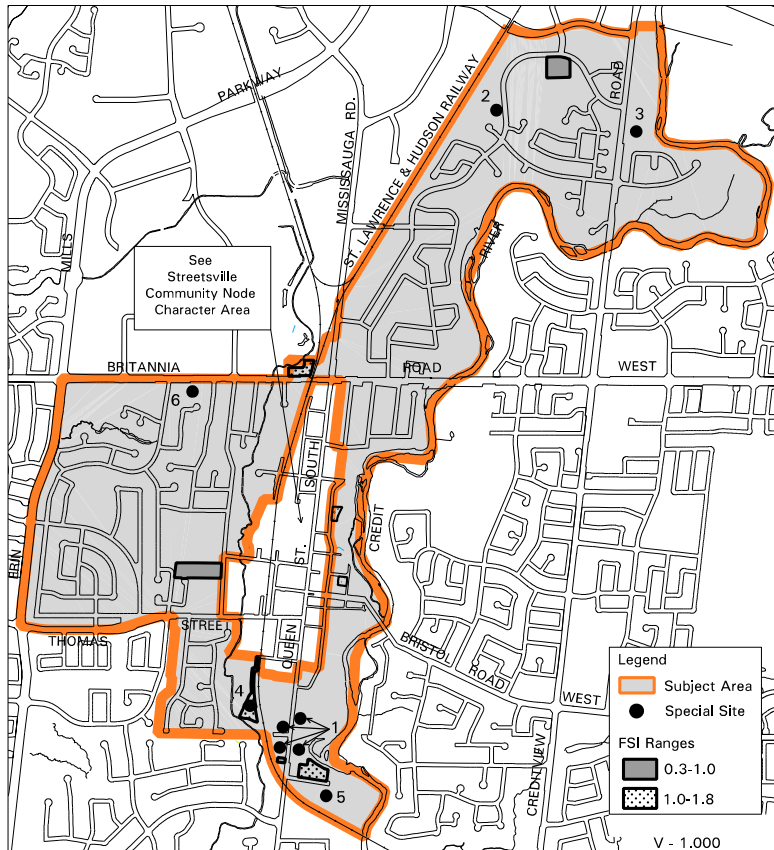 PARKWAY
MISSISSAUGA RD.
ST. LAWRENCE & HUDSON RAILWAY
ROAD
2
3
MILLS
RIVER
See
Streetsville
Community Node
Character Area
BRITANNIA
ROAD
WEST
6
SOUTH
CREDIT
ST.
ERIN
STREET
THOMAS
QUEEN
BRISTOL
ROAD
WEST
4
1
5
CREDITVIEW
Legend
Subject Area
Special Site
FSI Ranges
0.3-1.0
1.0-1.8
V - 1.000